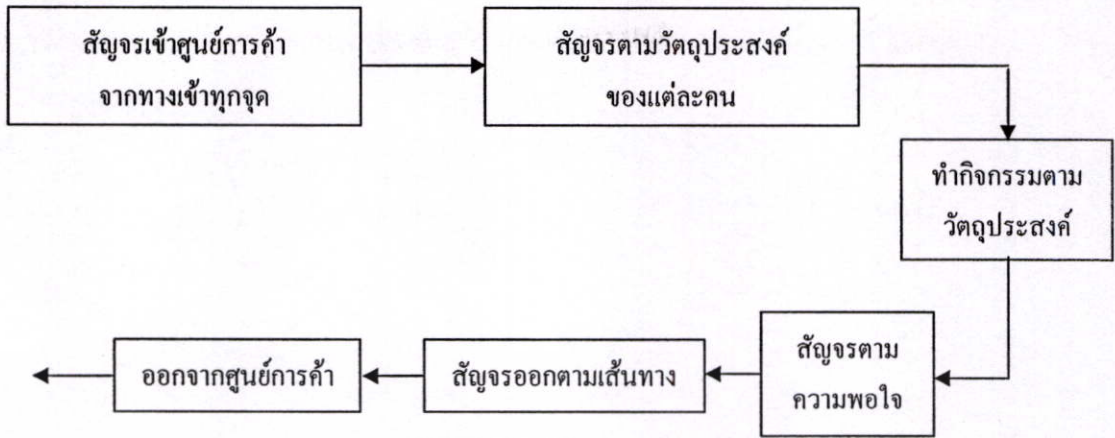 สัญจรเข้าศูนย์การค้า
จากทางเข้าทุกจุด
สัญจรตามวัตถุประสงค์
ของแต่ละคน
ทำกิจกรรมตาม
วัตถุประสงค์
สัญจรตาม
ความพอใจ
สัญจรออกตามเส้นทาง
ออกจากศูนย์การค้า